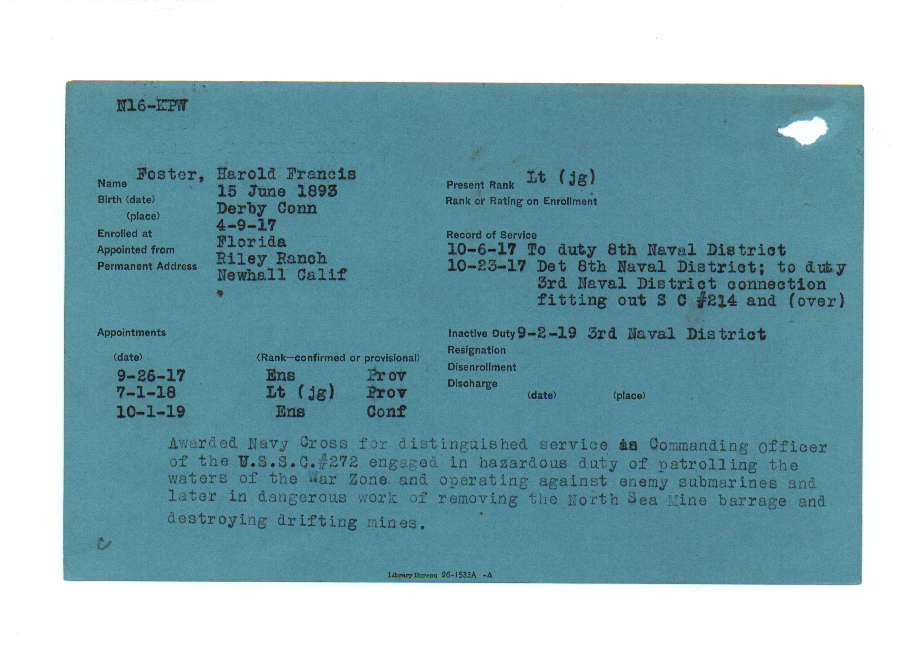 N16-KPW
Name Foster, Harold Francis
Birth (date) 15 June 1893
(place) Derby Conn
Enrolled at 4-9-17
Appointed from Florida
Permanent Address Riley Ranch
Newhall Calif
Present Rank Lt (jg)
Rank or Rating on Enrollment
Record of Service
10-6-17 To duty 8th Naval District
10-23-17 Det 8th Naval District; to duty
3rd Naval District connection
fitting out S C #214 and (over)
Appointments
(date) (Rank—confirmed or provisional)
9-26-17 Ens Prov
7-1-18 Lt (jg) Prov
10-1-19 Ens Conf
Inactive Duty 9-2-19 3rd Naval District
Resignation
Disenrollment
Discharge
(date) (place)
Awarded Navy Cross for distinguished service as Commanding Officer
of the U.S.S.C.#272 engaged in hazardous duty of patrolling the
waters of the War Zone and operating against enemy submarines and
later in dangerous work of removing the North Sea Mine barrage and
destroying drifting mines.
c
Library Bureau 26-1533A -A